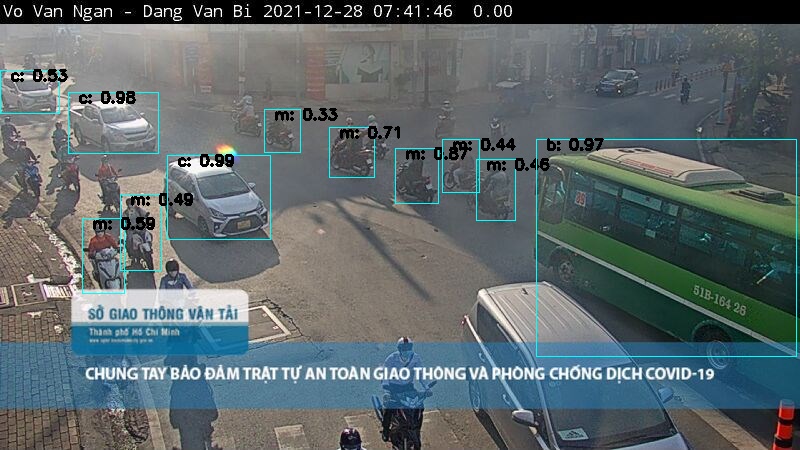 Vo Van Ngan - Dang Van Bi 2021-12-28 07:41:46  0.00
c: 0.53
c: 0.98
m: 0.33
m: 0.71
c: 0.99
m: 0.87
m: 0.44
m: 0.46
b: 0.97
m: 0.49
m: 0.59
51B-164 26
SỞ GIAO THÔNG VẬN TẢI
Thành phố Hồ Chí Minh
CHUNG TAY BẢO ĐẢM TRẬT TỰ AN TOÀN GIAO THÔNG VÀ PHÒNG CHỐNG DỊCH COVID-19